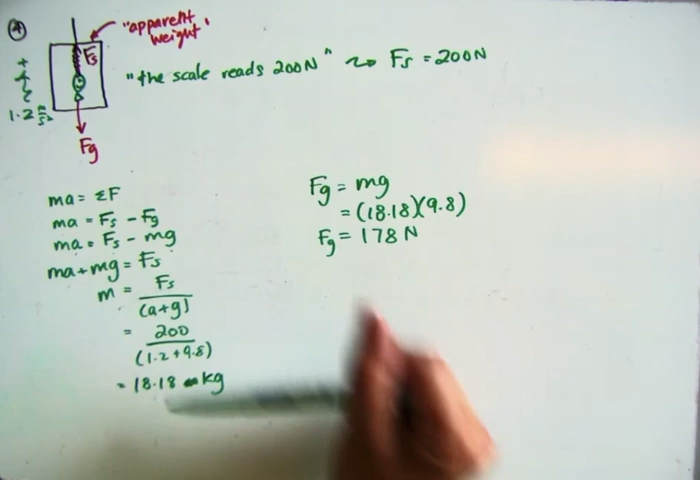 ④
"apparent
weight"
Fs
"the scale reads 200N" ~> Fs = 200N
+
1.2 m/s²
Fg
ma = ΣF
ma = Fs - Fg
ma = Fs - mg
ma+mg = Fs
m = Fs
(a+g)
= 200
(1.2+9.8)
= 18.18 kg
Fg = mg
= (18.18)(9.8)
Fg = 178 N